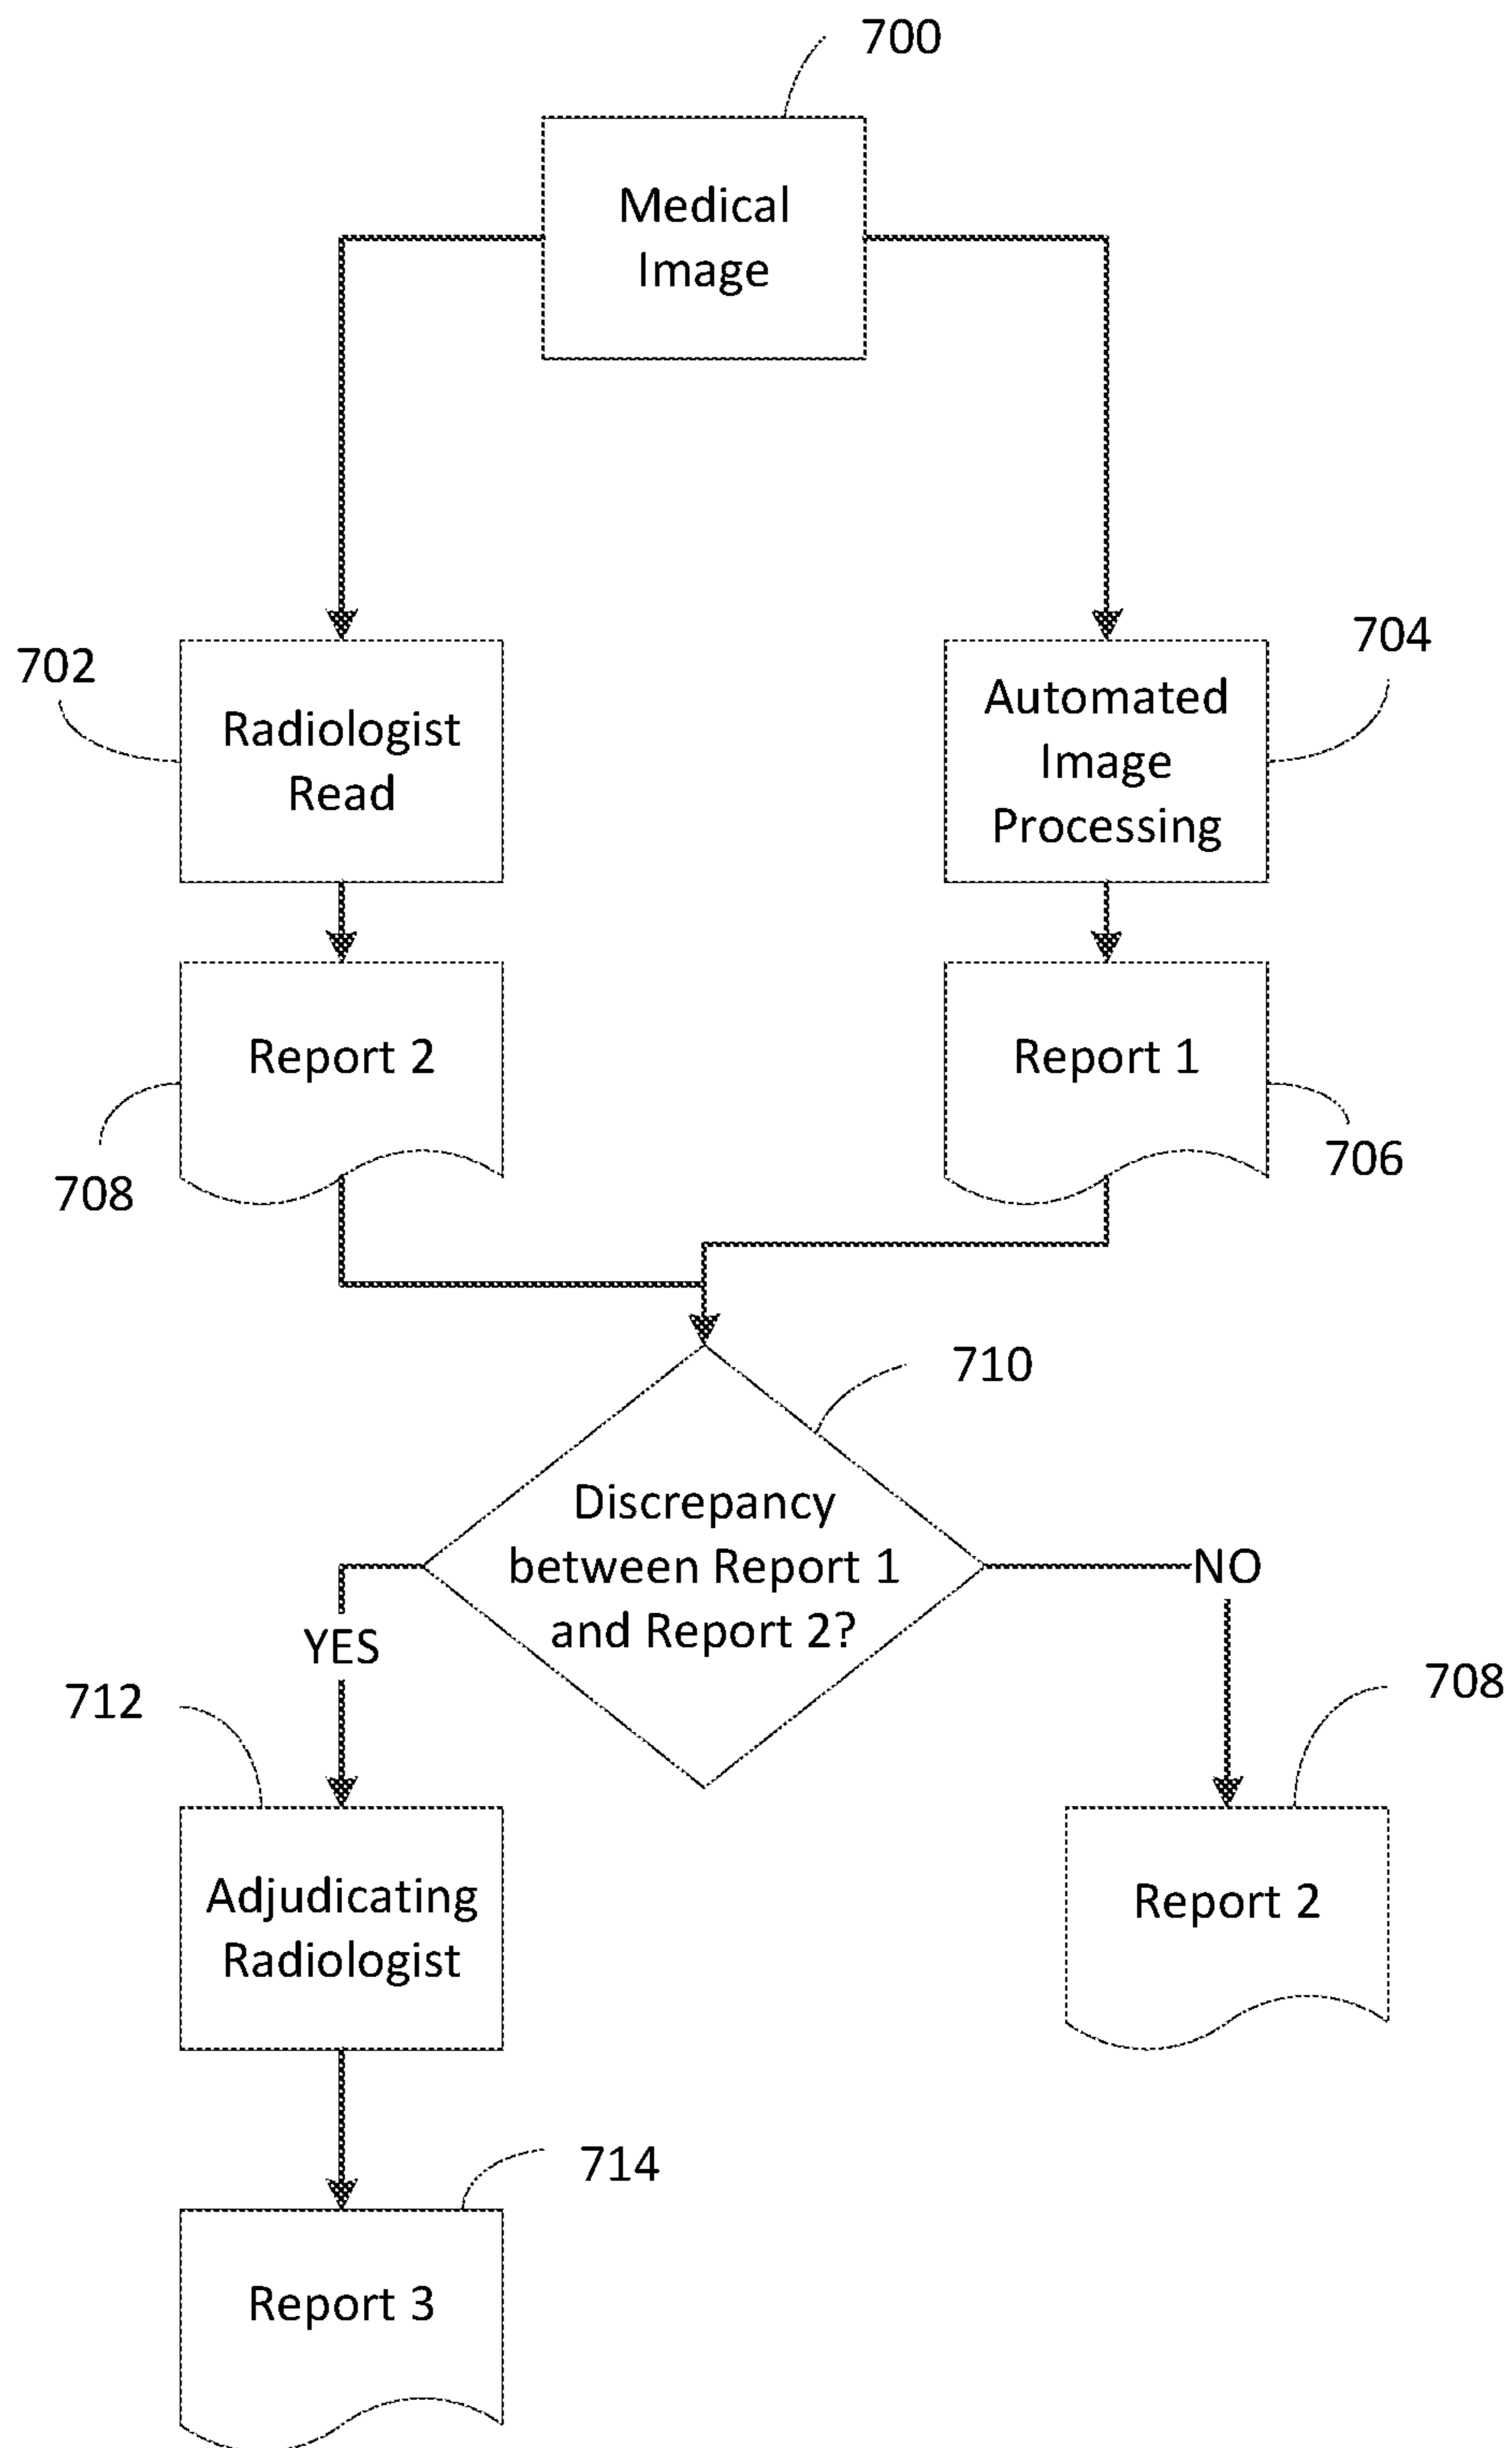 700
Medical
Image
702
Radiologist
Read
704
Automated
Image
Processing
Report 2
708
Report 1
706
710
Discrepancy
between Report 1
and Report 2?
YES
NO
712
Adjudicating
Radiologist
708
Report 2
714
Report 3